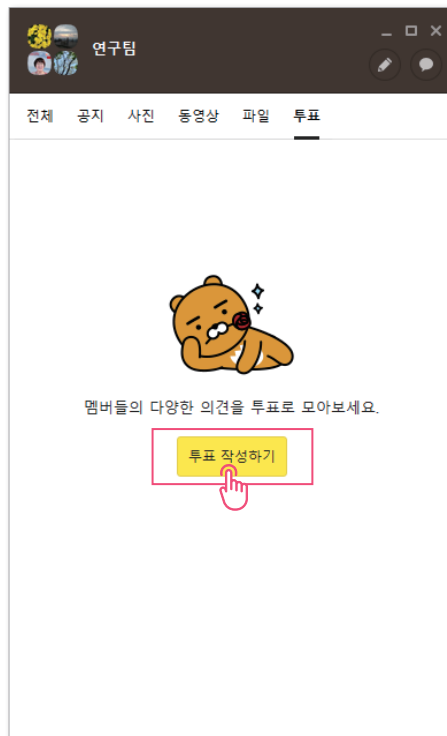 연구팀
전체 공지 사진 동영상 파일 투표
멤버들의 다양한 의견을 투표로 모아보세요.
투표 작성하기